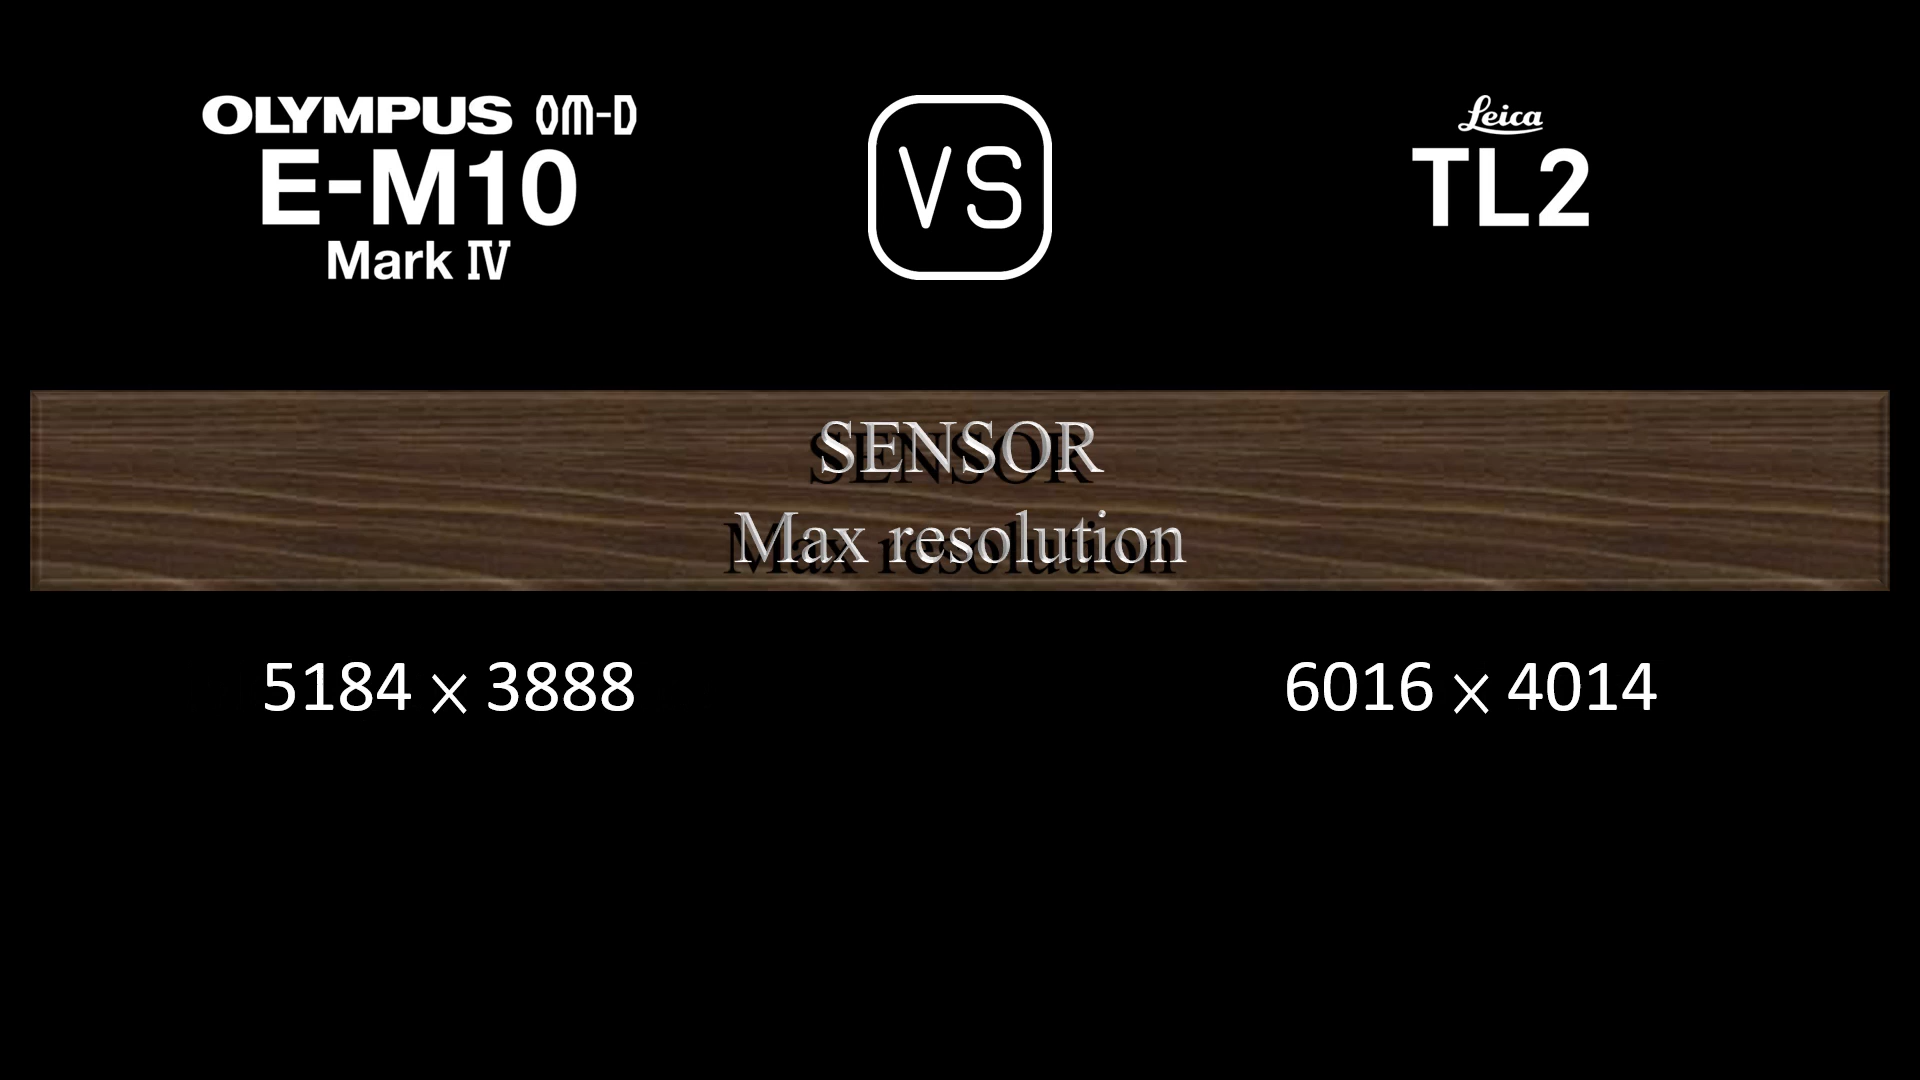 OLYMPUS OM-D
E-M10
Mark IV
VS
Leica
TL2
SENSOR
Max resolution
5184 x 3888
6016 x 4014